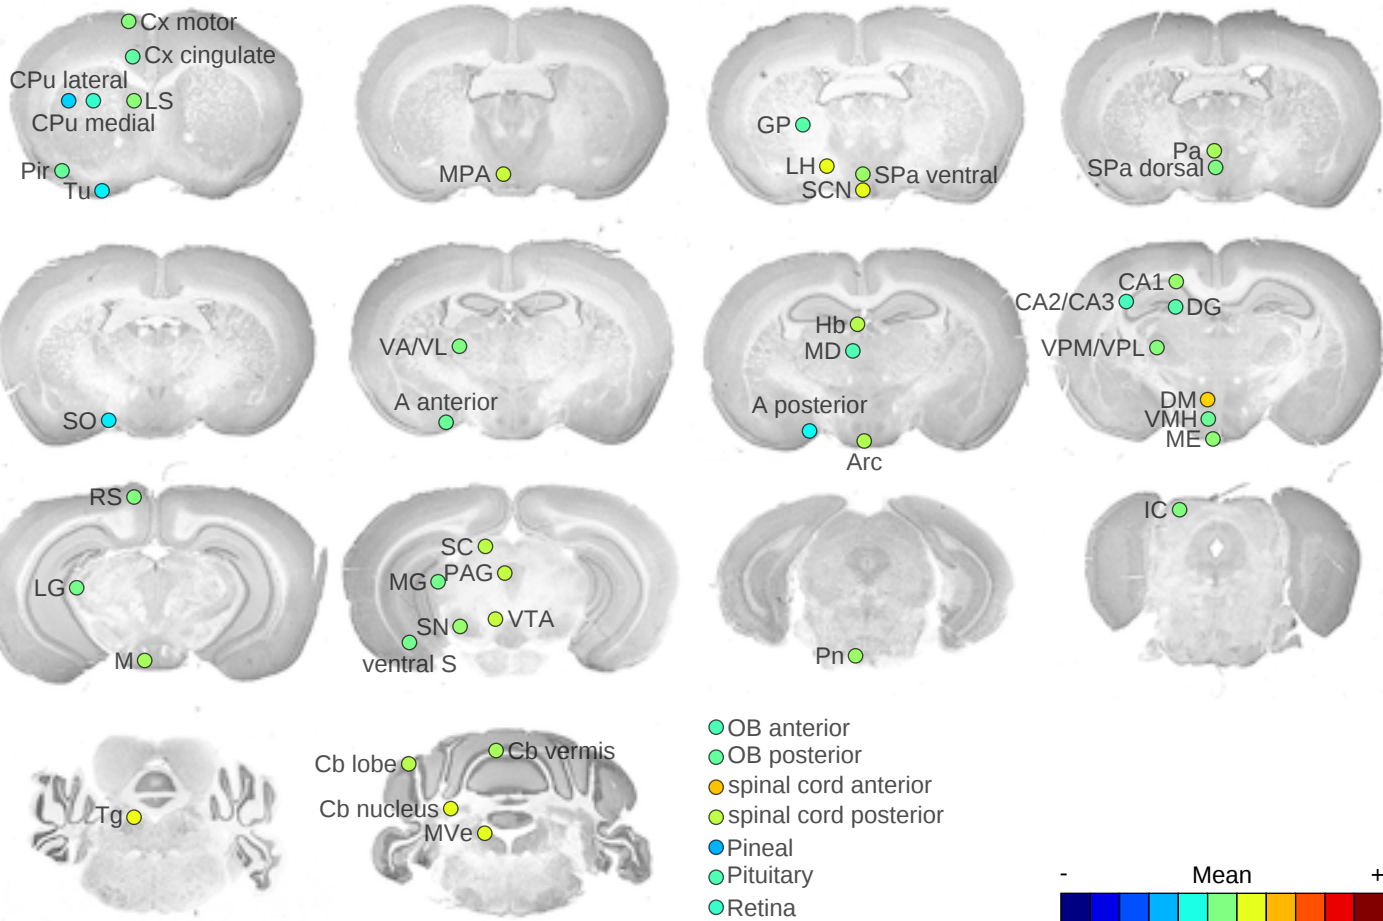 Cx motor
Cx cingulate
CPu lateral
LS
CPu medial
Pir
Tu
MPA
GP
LH
SPa ventral
SCN
Pa
SPa dorsal
SO
VA/VL
A anterior
Hb
MD
A posterior
Arc
CA1
CA2/CA3
DG
VPM/VPL
DM
VMH
ME
RS
LG
M
SC
MG
PAG
SN
VTA
ventral S
Pn
IC
Tg
Cb lobe
Cb vermis
Cb nucleus
MVe
OB anterior
OB posterior
spinal cord anterior
spinal cord posterior
Pineal
Pituitary
Retina
- Mean +